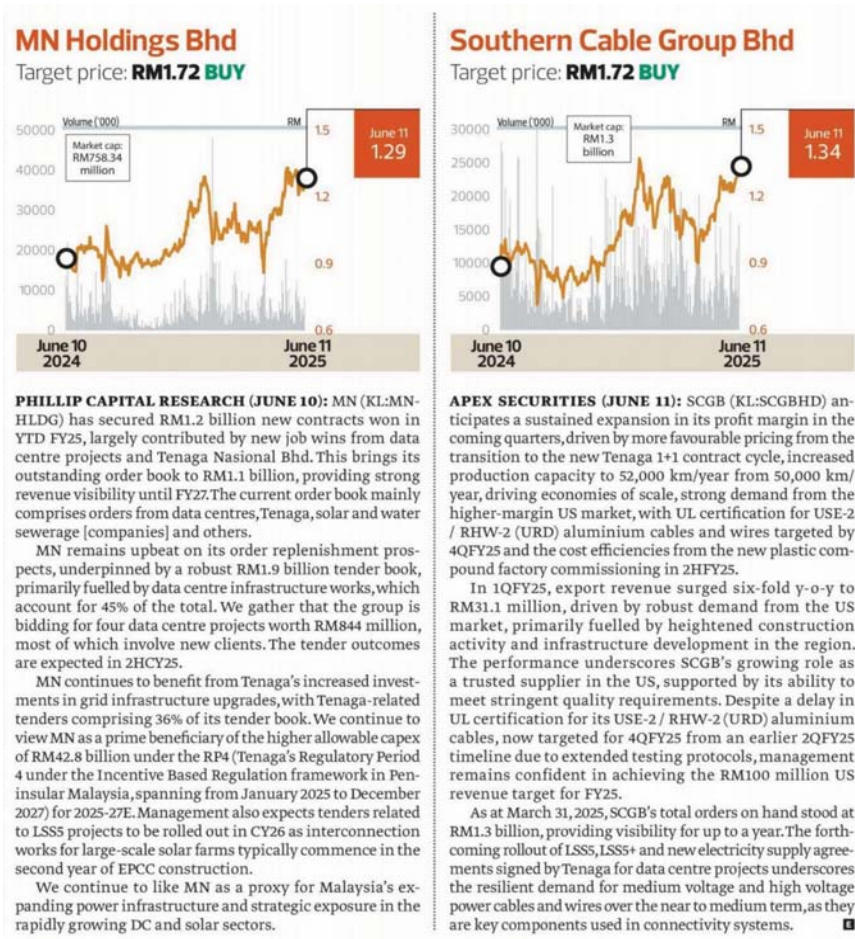 MN Holdings Bhd
Target price: RM1.72 BUY
Volume ('000)
RM
50000
40000
30000
20000
10000
0
Market cap:
RM758.34
million
1.5
1.2
0.9
0.6
June 11
1.29
June 10
2024
June 11
2025
PHILLIP CAPITAL RESEARCH (JUNE 10): MN (KL:MN-
HLDG) has secured RM1.2 billion new contracts won in
YTD FY25, largely contributed by new job wins from data
centre projects and Tenaga Nasional Bhd. This brings its
outstanding order book to RM1.1 billion, providing strong
revenue visibility until FY27. The current order book mainly
comprises orders from data centres, Tenaga, solar and water
sewerage [companies] and others.
MN remains upbeat on its order replenishment pros-
pects, underpinned by a robust RM1.9 billion tender book,
primarily fuelled by data centre infrastructure works, which
account for 45% of the total. We gather that the group is
bidding for four data centre projects worth RM844 million,
most of which involve new clients. The tender outcomes
are expected in 2HCY25.
MN continues to benefit from Tenaga's increased invest-
ments in grid infrastructure upgrades, with Tenaga-related
tenders comprising 36% of its tender book. We continue to
view MN as a prime beneficiary of the higher allowable capex
of RM42.8 billion under the RP4 (Tenaga's Regulatory Period
4 under the Incentive Based Regulation framework in Pen-
insular Malaysia, spanning from January 2025 to December
2027) for 2025-27E. Management also expects tenders related
to LSS5 projects to be rolled out in CY26 as interconnection
works for large-scale solar farms typically commence in the
second year of EPCC construction.
We continue to like MN as a proxy for Malaysia's ex-
panding power infrastructure and strategic exposure in the
rapidly growing DC and solar sectors.
Southern Cable Group Bhd
Target price: RM1.72 BUY
Volume ('000)
RM
30000
25000
20000
15000
10000
5000
0
Market cap:
RM1.3
billion
1.5
1.2
0.9
0.6
June 11
1.34
June 10
2024
June 11
2025
APEX SECURITIES (JUNE 11): SCGB (KL:SCGBHD) an-
ticipates a sustained expansion in its profit margin in the
coming quarters, driven by more favourable pricing from the
transition to the new Tenaga 1+1 contract cycle, increased
production capacity to 52,000 km/year from 50,000 km/
year, driving economies of scale, strong demand from the
higher-margin US market, with UL certification for USE-2
/ RHW-2 (URD) aluminium cables and wires targeted by
4QFY25 and the cost efficiencies from the new plastic com-
pound factory commissioning in 2HFY25.
In 1QFY25, export revenue surged six-fold y-o-y to
RM31.1 million, driven by robust demand from the US
market, primarily fuelled by heightened construction
activity and infrastructure development in the region.
The performance underscores SCGB's growing role as
a trusted supplier in the US, supported by its ability to
meet stringent quality requirements. Despite a delay in
UL certification for its USE-2 / RHW-2 (URD) aluminium
cables, now targeted for 4QFY25 from an earlier 2QFY25
timeline due to extended testing protocols, management
remains confident in achieving the RM100 million US
revenue target for FY25.
As at March 31, 2025, SCGB's total orders on hand stood at
RM1.3 billion, providing visibility for up to a year. The forth-
coming rollout of LSS5, LSS5+ and new electricity supply agree-
ments signed by Tenaga for data centre projects underscores
the resilient demand for medium voltage and high voltage
power cables and wires over the near to medium term, as they
are key components used in connectivity systems. E